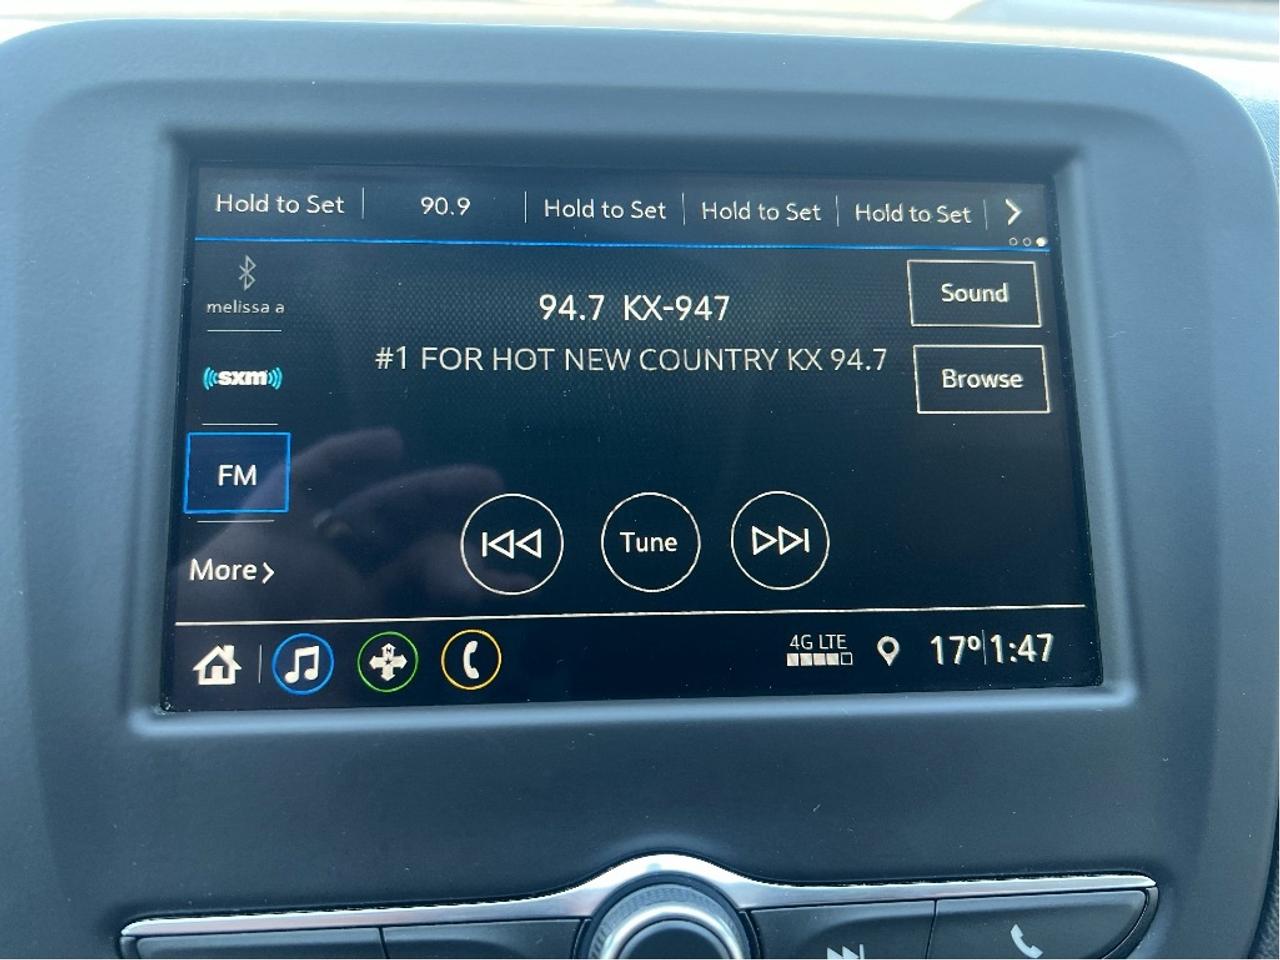 Hold to Set 90.9 Hold to Set Hold to Set Hold to Set
melissa a
94.7 KX-947
Sound
#1 FOR HOT NEW COUNTRY KX 94.7
sxm
Browse
FM
Tune
More
4G LTE
17° 1:47